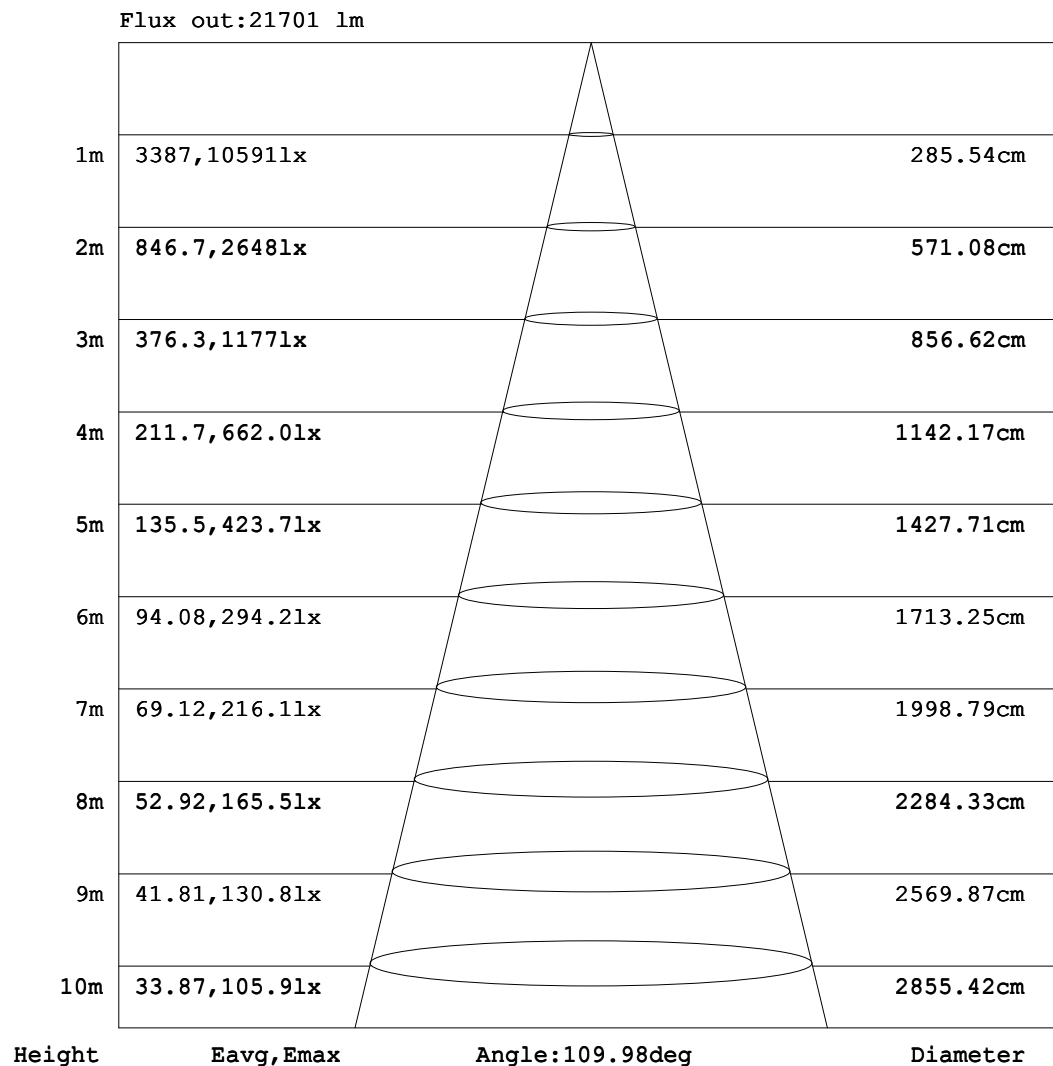 Flux out:21701 lm
1m 3387,10591lx 285.54cm
2m 846.7,2648lx 571.08cm
3m 376.3,1177lx 856.62cm
4m 211.7,662.0lx 1142.17cm
5m 135.5,423.7lx 1427.71cm
6m 94.08,294.2lx 1713.25cm
7m 69.12,216.1lx 1998.79cm
8m 52.92,165.5lx 2284.33cm
9m 41.81,130.8lx 2569.87cm
10m 33.87,105.9lx 2855.42cm
Height Eavg,Emax Angle:109.98deg Diameter